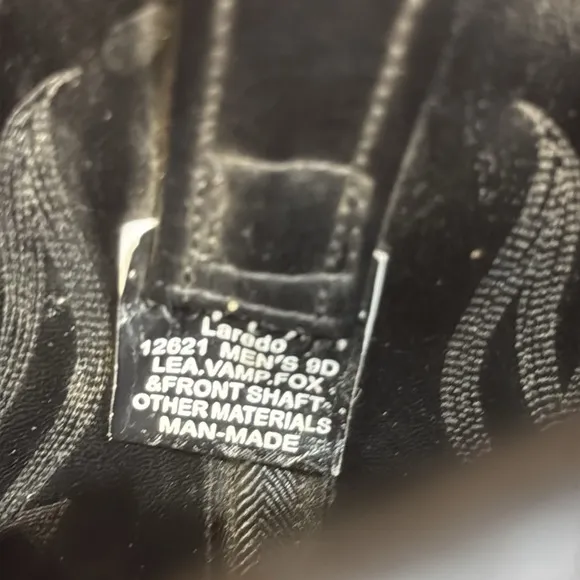 Laredo
12621 MEN'S 9D
LEA.VAMP.FOX
&FRONT SHAFT-
OTHER MATERIALS
MAN-MADE